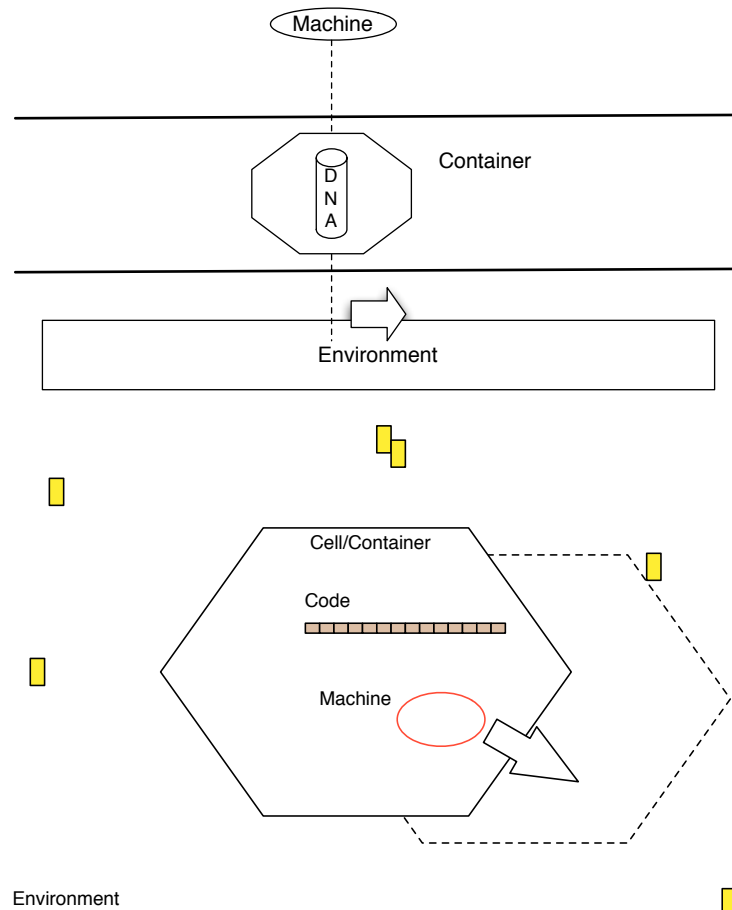 Machine
Container
D
N
A
Environment
Cell/Container
Code
Machine
Environment